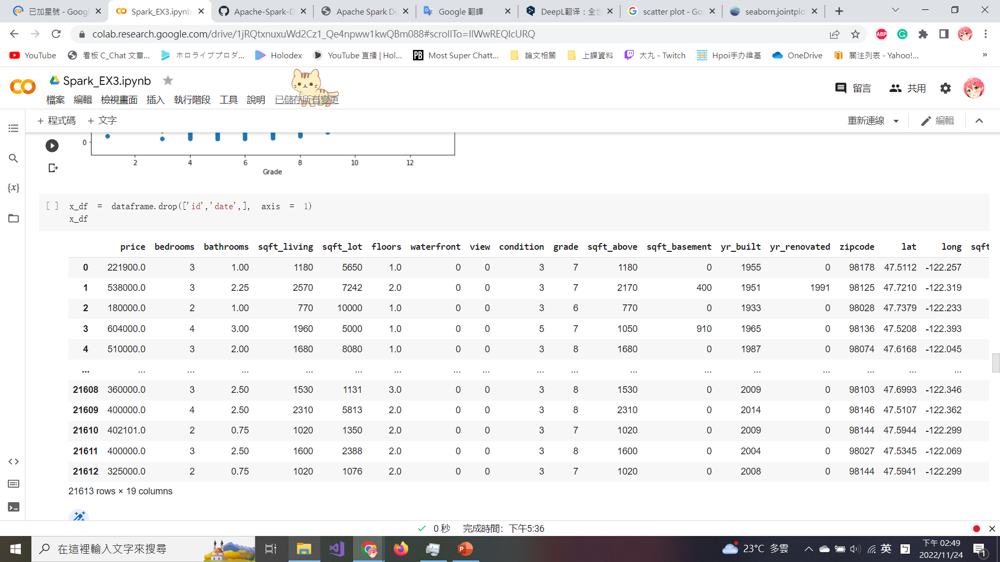 已加星號 - Googl
Spark_EX3.ipynb
Apache-Spark-D
Apache Spark De
Google 翻譯
DeepL翻译：全世
scatter plot - Goo
seaborn.jointplo
colab.research.google.com/drive/1jRQtxnuxuWd2Cz1_Qe4npww1kwQBm088#scrollTo=IlWwREQIcURQ
ABP
YouTube
看板 C_Chat 文章...
ホロライブプロダ...
Holodex
YouTube 直播 | Hol...
PB
Most Super Chatt...
論文相關
上課資料
大丸 - Twitch
Hpoi手办维基
OneDrive
關注列表 - Yahoo!...
»
Spark_EX3.ipynb
留言
共用
檔案 編輯 檢視畫面 插入 執行階段 工具 說明 已儲存所有變更
+ 程式碼 + 文字
重新連線
編輯
{x}
0
2 4 6 8 10 12
Grade
[ ] x_df = dataframe.drop(['id','date',], axis = 1)
x_df
price bedrooms bathrooms sqft_living sqft_lot floors waterfront view condition grade sqft_above sqft_basement yr_built yr_renovated zipcode lat long sqft
0 221900.0 3 1.00 1180 5650 1.0 0 0 3 7 1180 0 1955 0 98178 47.5112 -122.257
1 538000.0 3 2.25 2570 7242 2.0 0 0 3 7 2170 400 1951 1991 98125 47.7210 -122.319
2 180000.0 2 1.00 770 10000 1.0 0 0 3 6 770 0 1933 0 98028 47.7379 -122.233
3 604000.0 4 3.00 1960 5000 1.0 0 0 5 7 1050 910 1965 0 98136 47.5208 -122.393
4 510000.0 3 2.00 1680 8080 1.0 0 0 3 8 1680 0 1987 0 98074 47.6168 -122.045
... ... ... ... ... ... ... ... ... ... ... ... ... ... ... ... ... ...
21608 360000.0 3 2.50 1530 1131 3.0 0 0 3 8 1530 0 2009 0 98103 47.6993 -122.346
21609 400000.0 4 2.50 2310 5813 2.0 0 0 3 8 2310 0 2014 0 98146 47.5107 -122.362
21610 402101.0 2 0.75 1020 1350 2.0 0 0 3 7 1020 0 2009 0 98144 47.5944 -122.299
21611 400000.0 3 2.50 1600 2388 2.0 0 0 3 8 1600 0 2004 0 98027 47.5345 -122.069
21612 325000.0 2 0.75 1020 1076 2.0 0 0 3 7 1020 0 2008 0 98144 47.5941 -122.299
21613 rows × 19 columns
0 秒 完成時間：下午5:36
在這裡輸入文字來搜尋
23°C 多雲
英
下午 02:49
2022/11/24
1